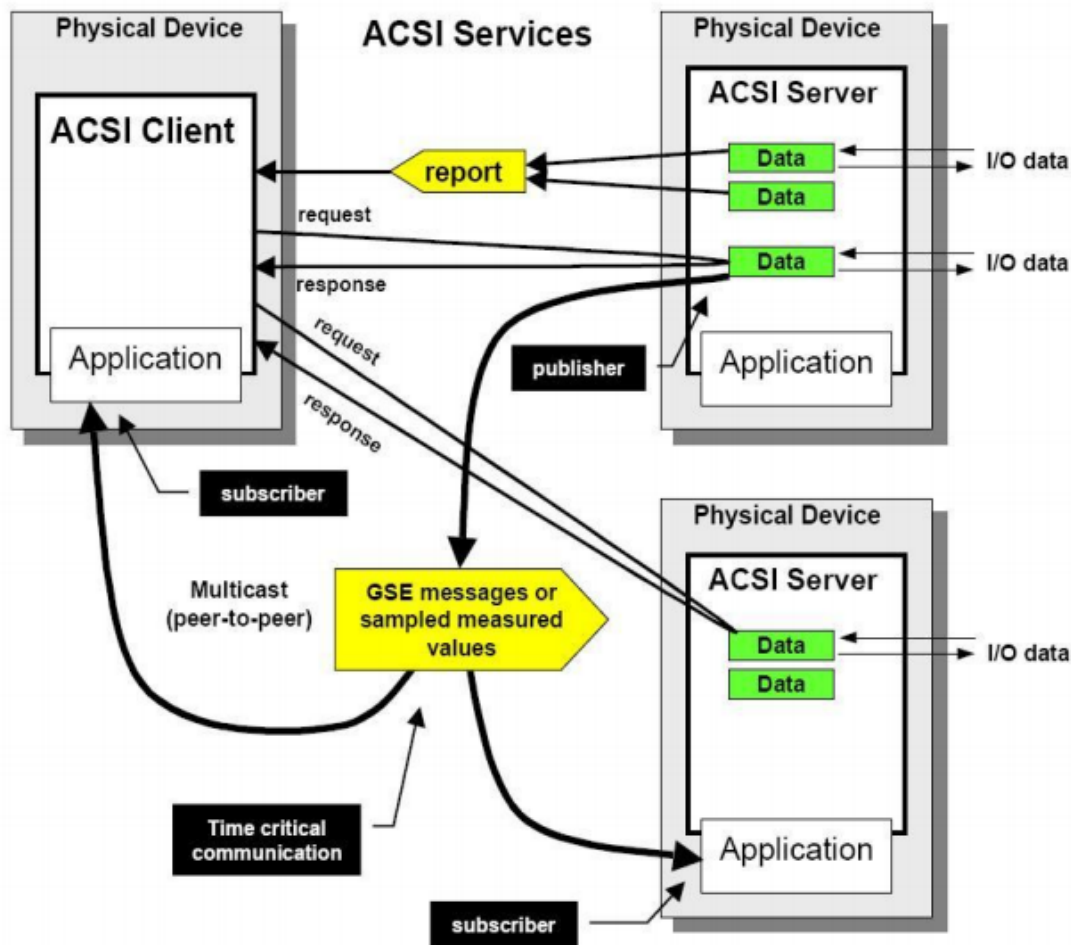 Physical Device
ACSI Services
Physical Device
ACSI Client
ACSI Server
report
Data
I/O data
Data
request
Data
I/O data
response
request
Application
publisher
Application
response
subscriber
Physical Device
ACSI Server
Multicast
(peer-to-peer)
GSE messages or
sampled measured
values
Data
I/O data
Data
Time critical
communication
Application
subscriber